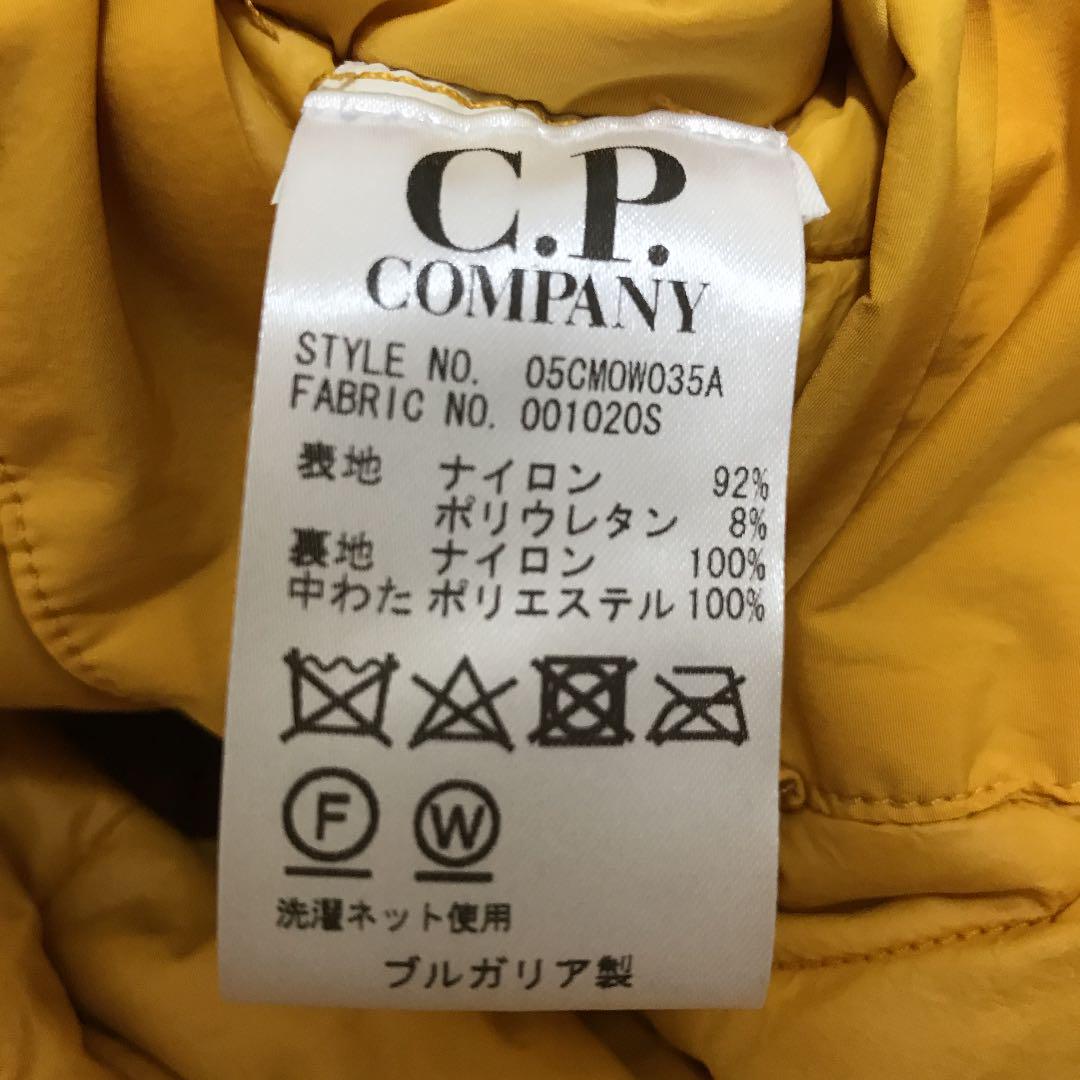 C.P.
COMPANY
STYLE NO. 05CMOW035A
FABRIC NO. 001020S
表地 ナイロン 92%
ポリウレタン 8%
裏地 ナイロン 100%
中わた ポリエステル 100%
F W
洗濯ネット使用
ブルガリア製